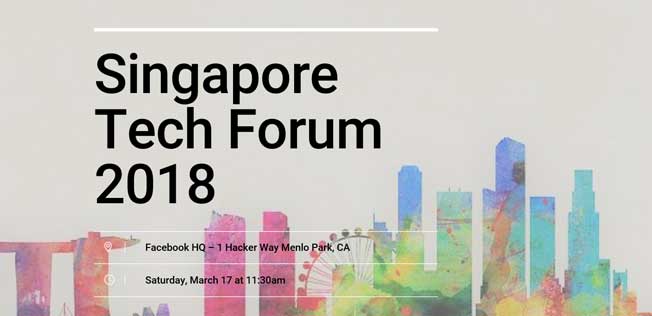 Singapore
Tech Forum
2018
Facebook HQ – 1 Hacker Way Menlo Park, CA
Saturday, March 17 at 11:30am